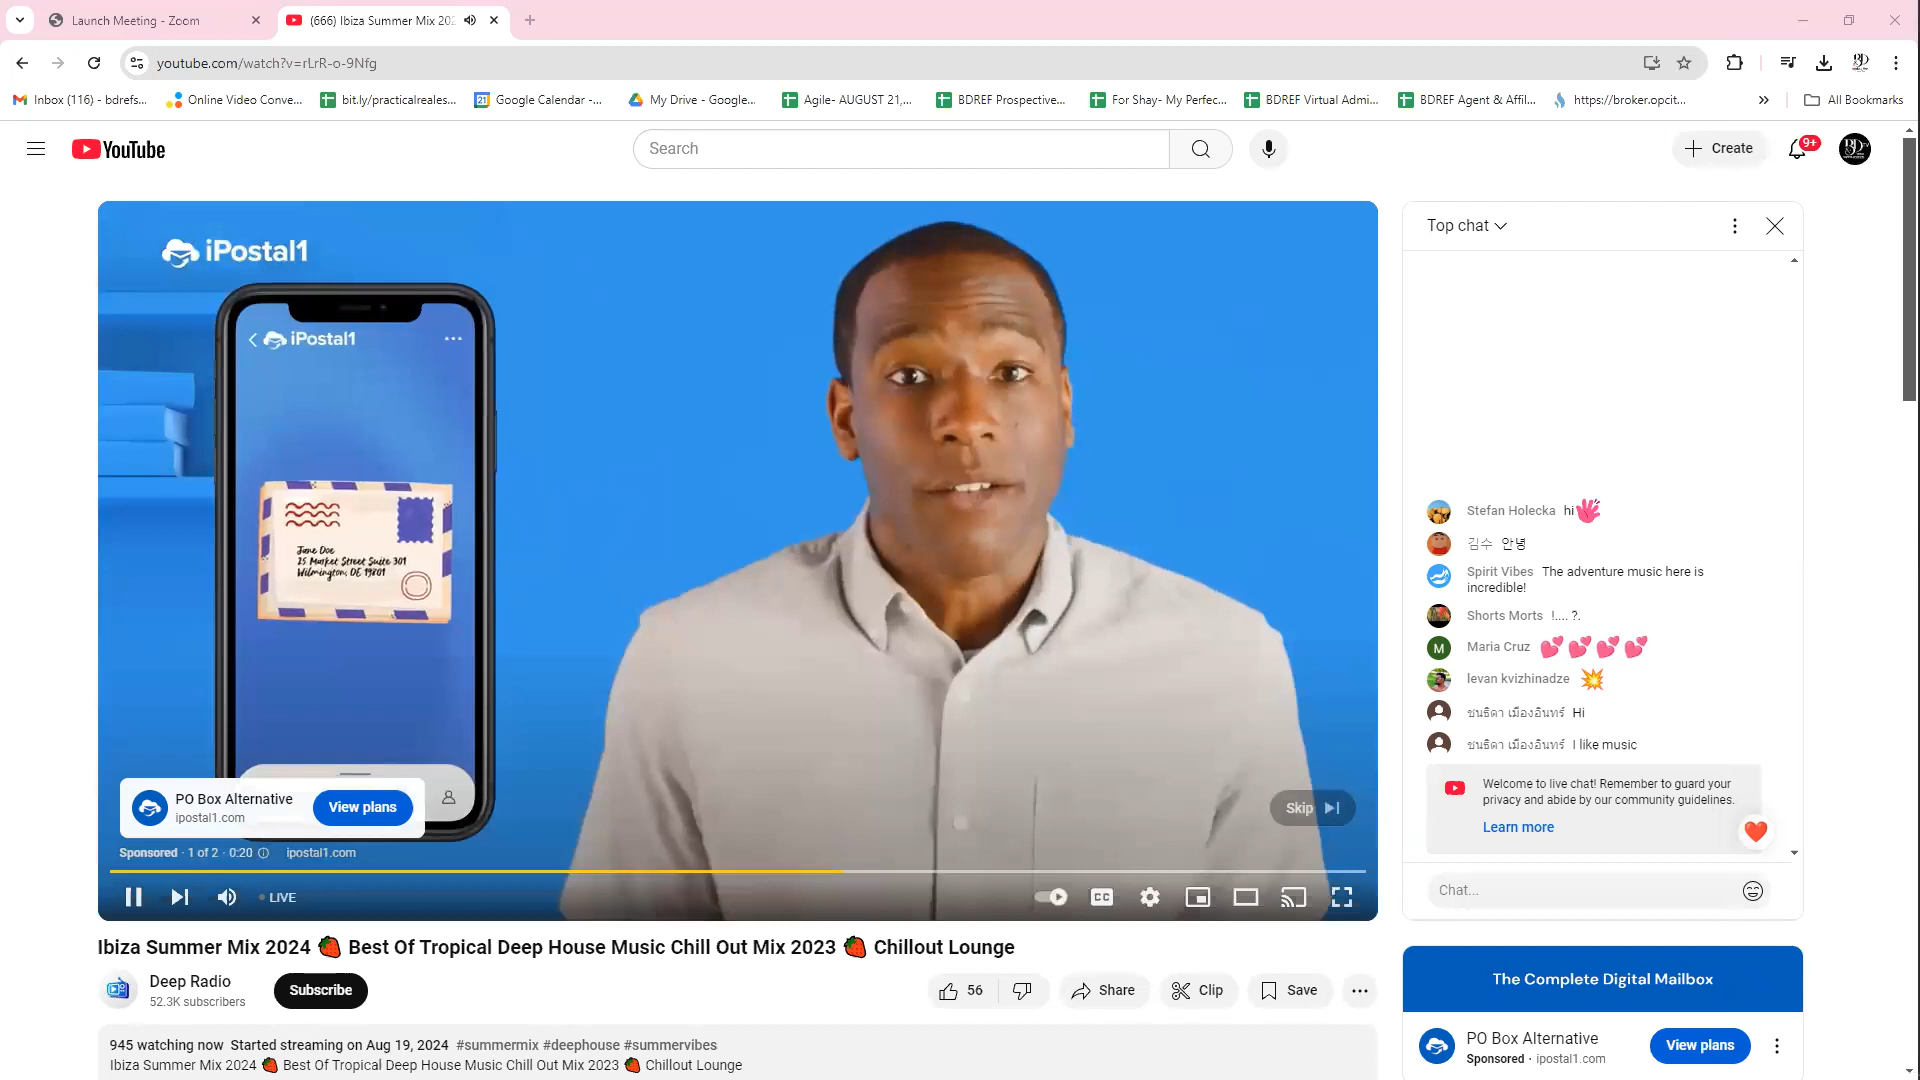 Launch Meeting - Zoom
(666) Ibiza Summer Mix 202
youtube.com/watch?v=rLrR-o-9Nfg
Inbox (116) - bdrefs...
Online Video Conve...
bit.ly/practicalreales...
Google Calendar -...
My Drive - Google...
Agile- AUGUST 21,...
BDREF Prospective...
For Shay- My Perfec...
BDREF Virtual Admi...
BDREF Agent & Affil...
https://broker.opcit...
All Bookmarks
YouTube
Search
Create
9+
iPostal1
iPostal1
Jane Doe
25 Market Street Suite 301
Wilmington, DE 19801
PO Box Alternative
ipostal1.com
View plans
Skip
Sponsored · 1 of 2 · 0:20
ipostal1.com
LIVE
CC
Top chat
Stefan Holecka hi
김수 안녕
Spirit Vibes The adventure music here is
incredible!
Shorts Morts !.... ?.
M
Maria Cruz 💕💕💕💕
levan kvizhinadze 💥
ชนธิดา เมืองอินทร์ Hi
ชนธิดา เมืองอินทร์ I like music
Welcome to live chat! Remember to guard your
privacy and abide by our community guidelines.
Learn more
Chat...
Ibiza Summer Mix 2024 🍓 Best Of Tropical Deep House Music Chill Out Mix 2023 🍓 Chillout Lounge
Deep Radio
52.3K subscribers
Subscribe
56
Share
Clip
Save
945 watching now Started streaming on Aug 19, 2024 #summermix #deephouse #summervibes
Ibiza Summer Mix 2024 🍓 Best Of Tropical Deep House Music Chill Out Mix 2023 🍓 Chillout Lounge
The Complete Digital Mailbox
PO Box Alternative
Sponsored · ipostal1.com
View plans